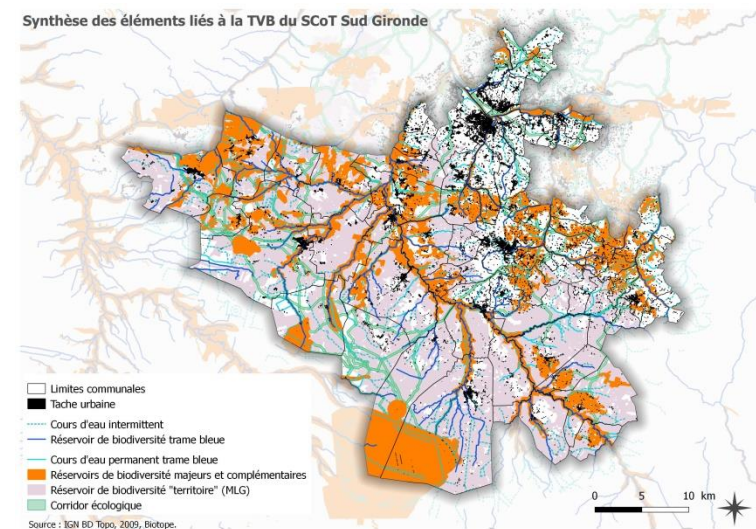 Synthèse des éléments liés à la TVB du SCoT Sud Gironde
Limites communales
Tache urbaine
Cours d'eau intermittent
Réservoir de biodiversité trame bleue
Cours d'eau permanent trame bleue
Réservoirs de biodiversité majeurs et complémentaires
Réservoir de biodiversité "territoire" (MLG)
Corridor écologique
0 5 10 km
Source : IGN BD Topo, 2009, Biotope.